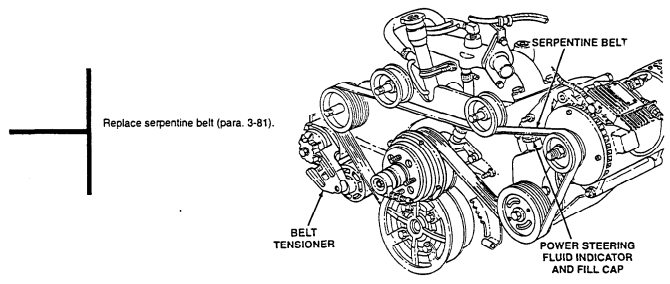 SERPENTINE BELT
Replace serpentine belt (para. 3-81).
BELT
TENSIONER
POWER STEERING
FLUID INDICATOR
AND FILL CAP